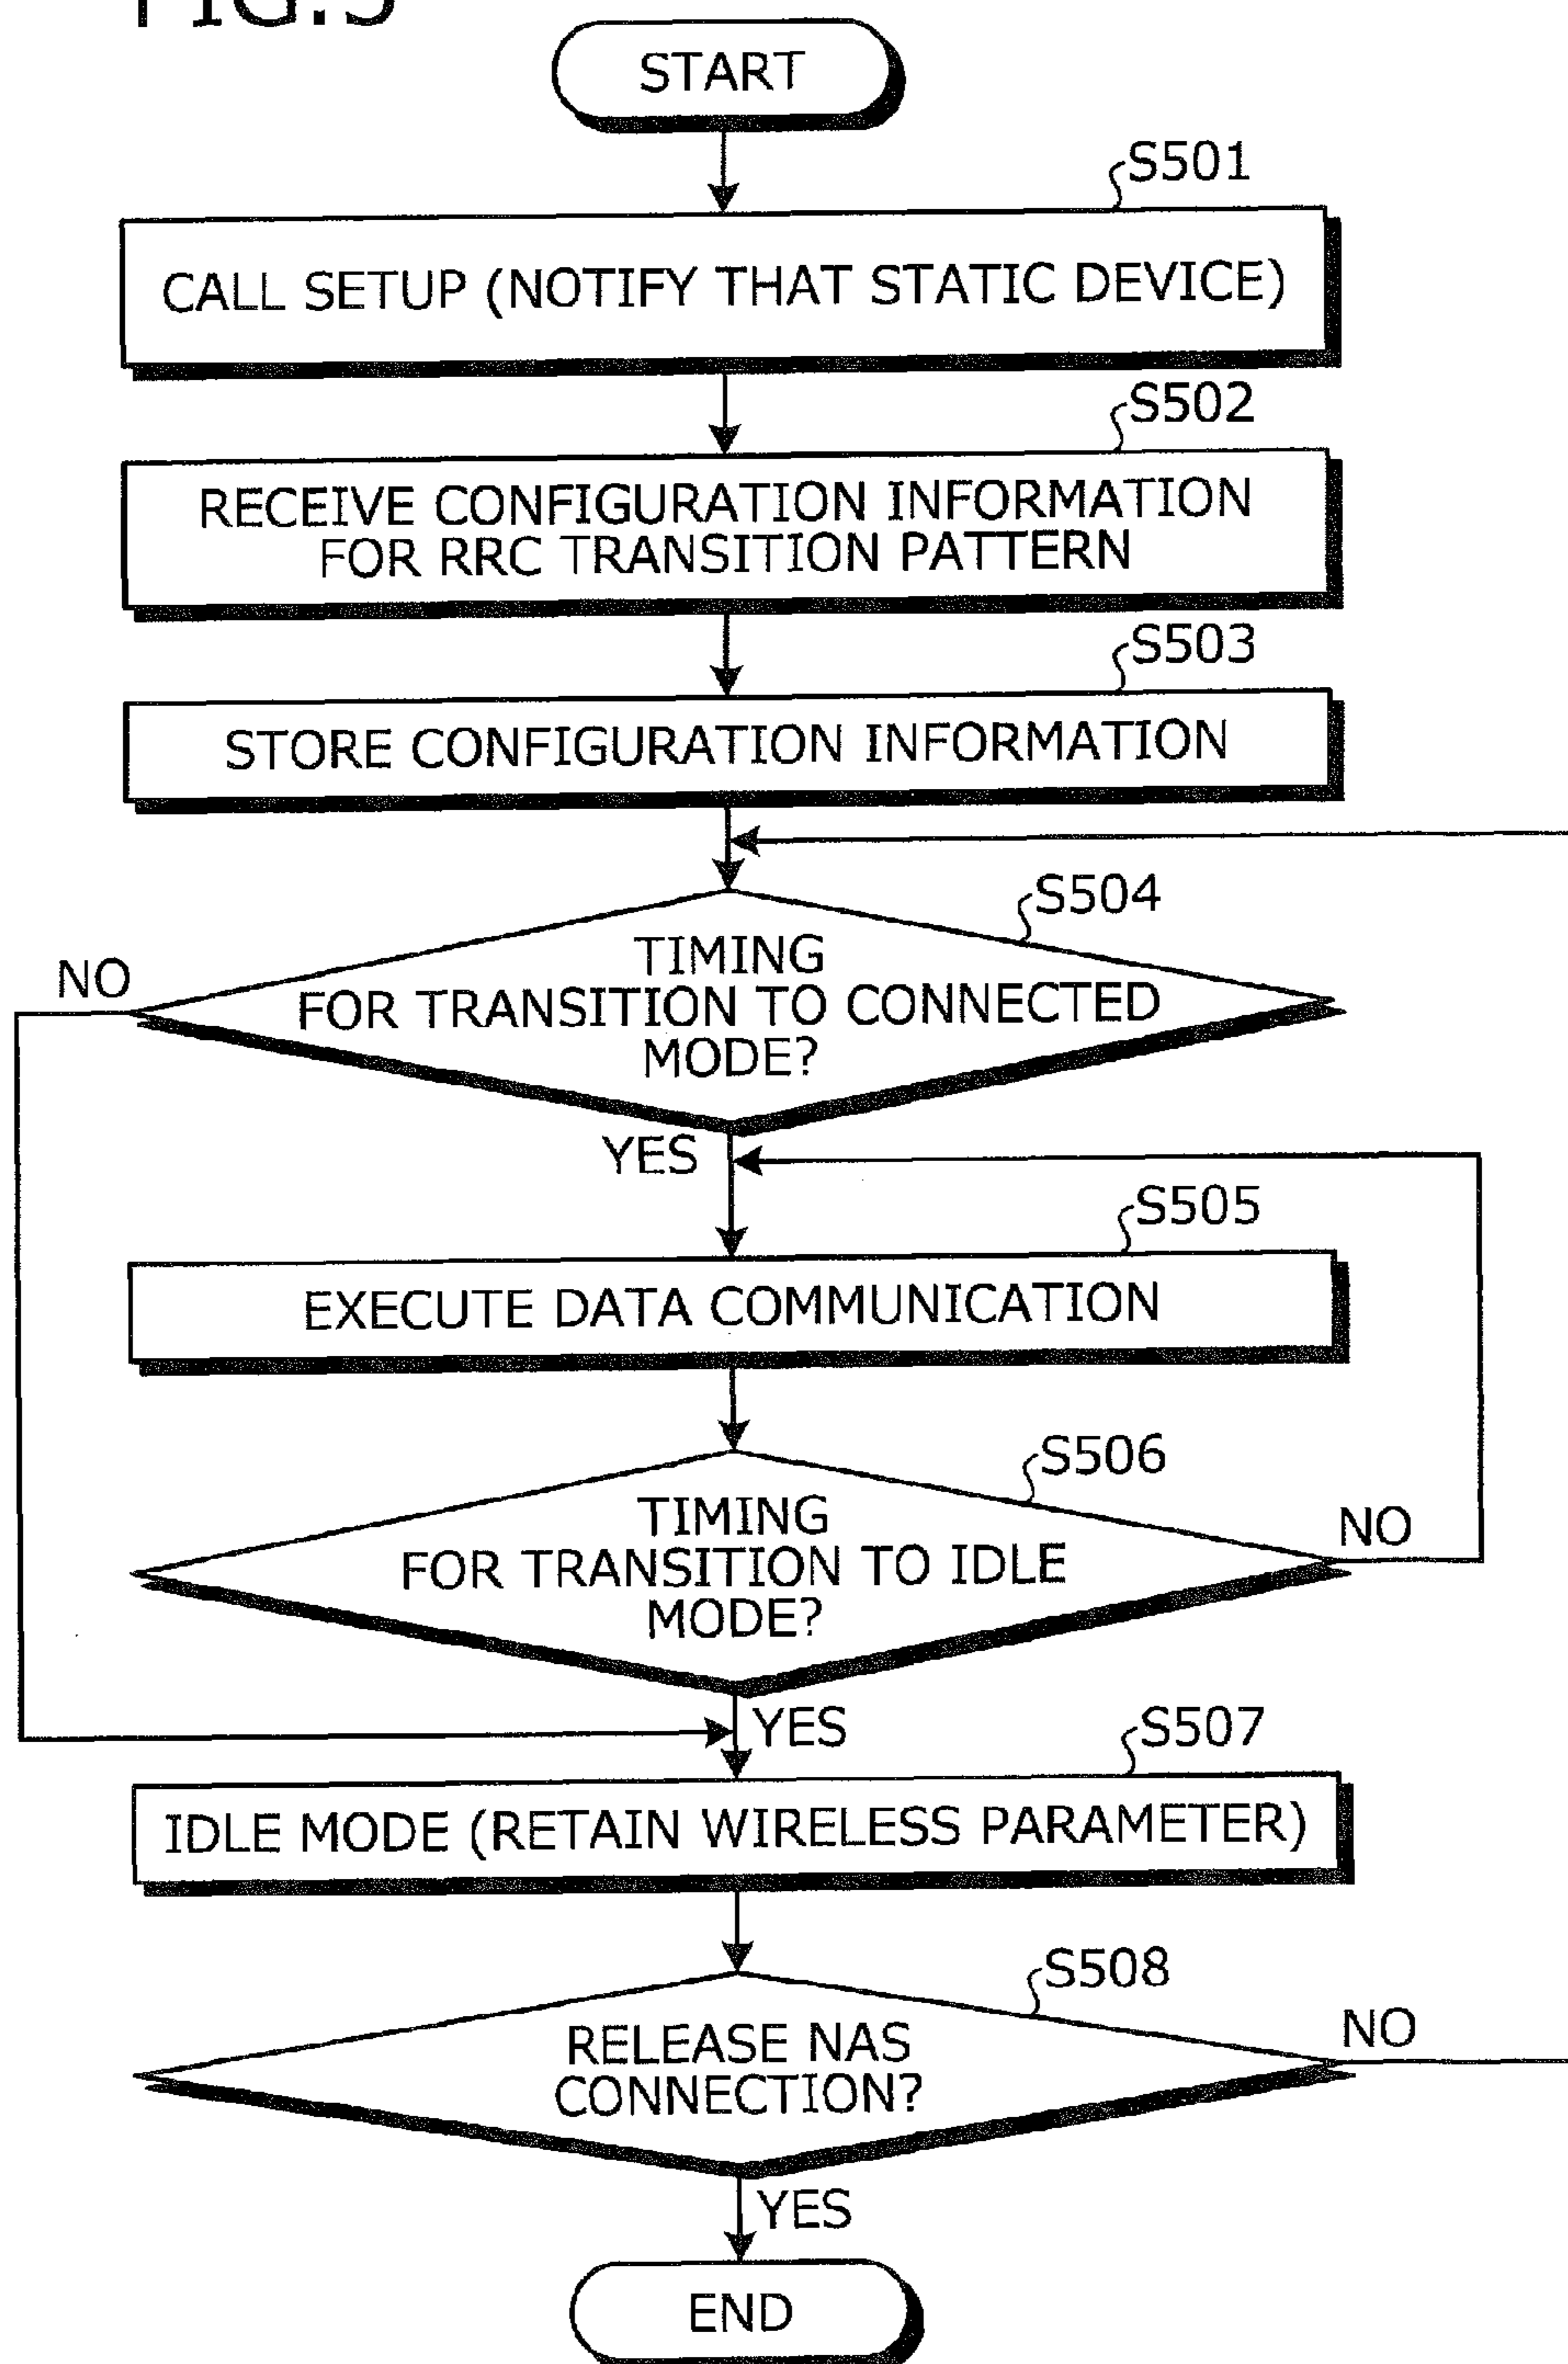 FIG.5
START
S501
CALL SETUP (NOTIFY THAT STATIC DEVICE)
S502
RECEIVE CONFIGURATION INFORMATION
FOR RRC TRANSITION PATTERN
S503
STORE CONFIGURATION INFORMATION
S504
NO
TIMING
FOR TRANSITION TO CONNECTED
MODE?
YES
S505
EXECUTE DATA COMMUNICATION
S506
TIMING
FOR TRANSITION TO IDLE
MODE?
NO
YES
S507
IDLE MODE (RETAIN WIRELESS PARAMETER)
S508
RELEASE NAS
CONNECTION?
NO
YES
END